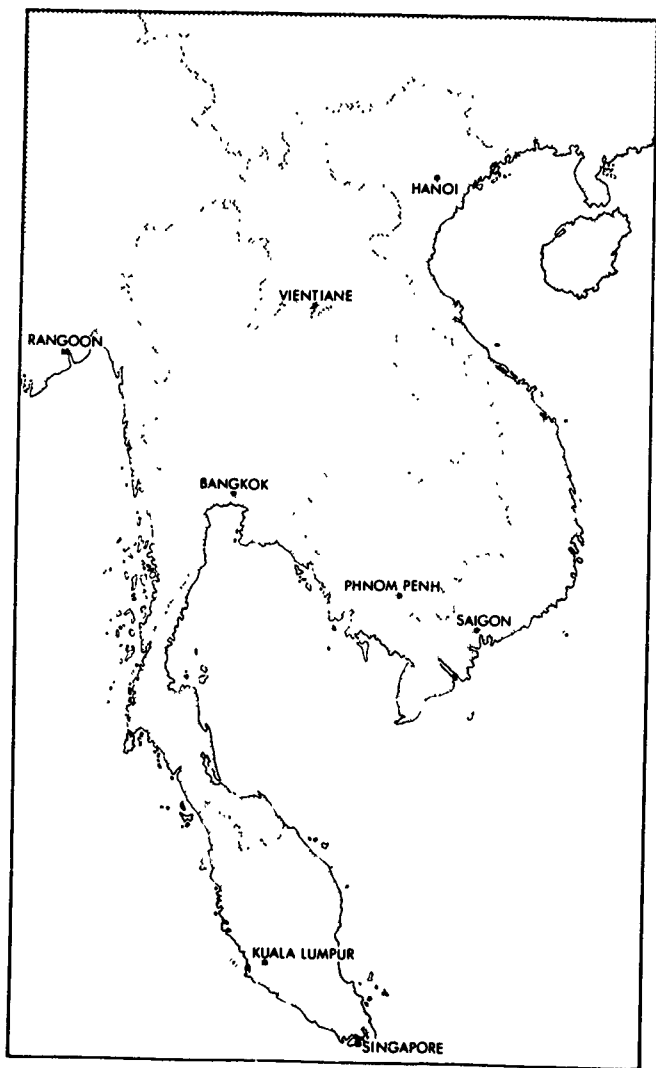 HANOI
VIENTIANE
RANGOON
BANGKOK
PHNOM PENH
SAIGON
KUALA LUMPUR
SINGAPORE